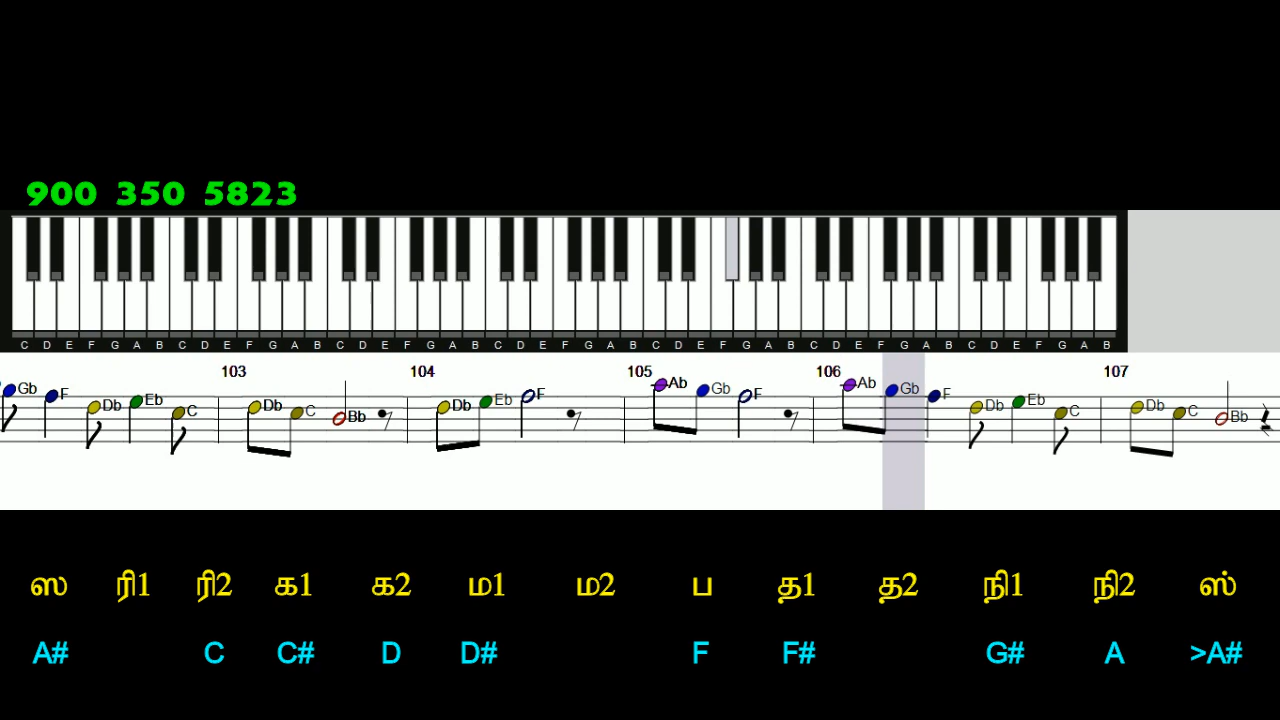 900 350 5823
C D E F G A B C D E F G A B C D E F G A B C D E F G A B C D E F G A B C D E F G A B C D E F G A B
103 104 105 106 107
Gb F Db Eb C Db C Bb Db Eb F Ab Gb F Ab Gb F Db Eb C Db C Bb
ஸ ரி1 ரி2 க1 க2 ம1 ம2 ப த1 த2 நி1 நி2 ஸ்
A# C C# D D# F F# G# A >A#